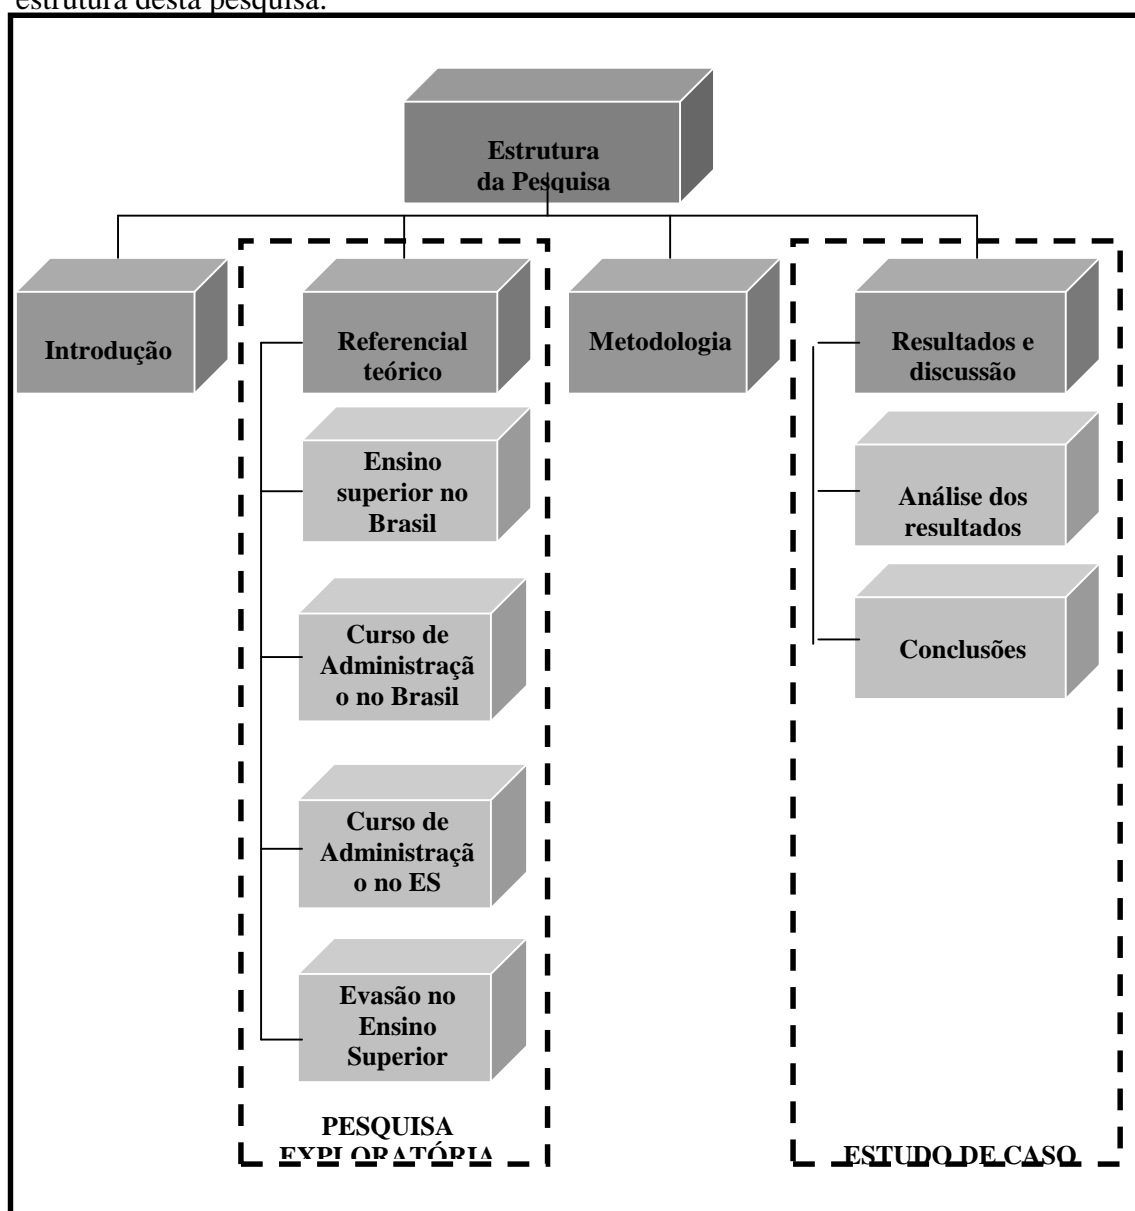 estrutura desta pesquisa.
Estrutura
da Pesquisa
Introdução
Referencial
teórico
Ensino
superior no
Brasil
Curso de
Administraçã
o no Brasil
Curso de
Administraçã
o no ES
Evasão no
Ensino
Superior
PESQUISA
EXPLORATÓRIA
Metodologia
Resultados e
discussão
Análise dos
resultados
Conclusões
ESTUDO DE CASO